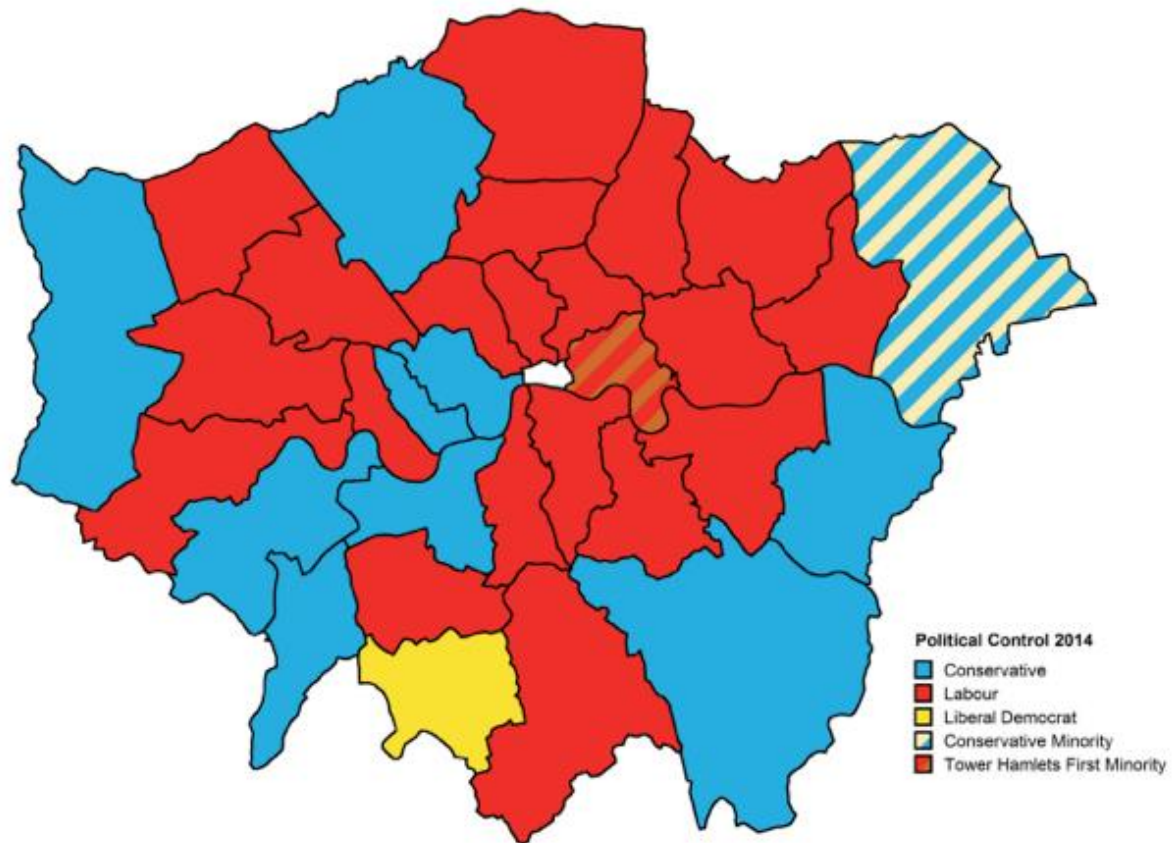 Political Control 2014
Conservative
Labour
Liberal Democrat
Conservative Minority
Tower Hamlets First Minority